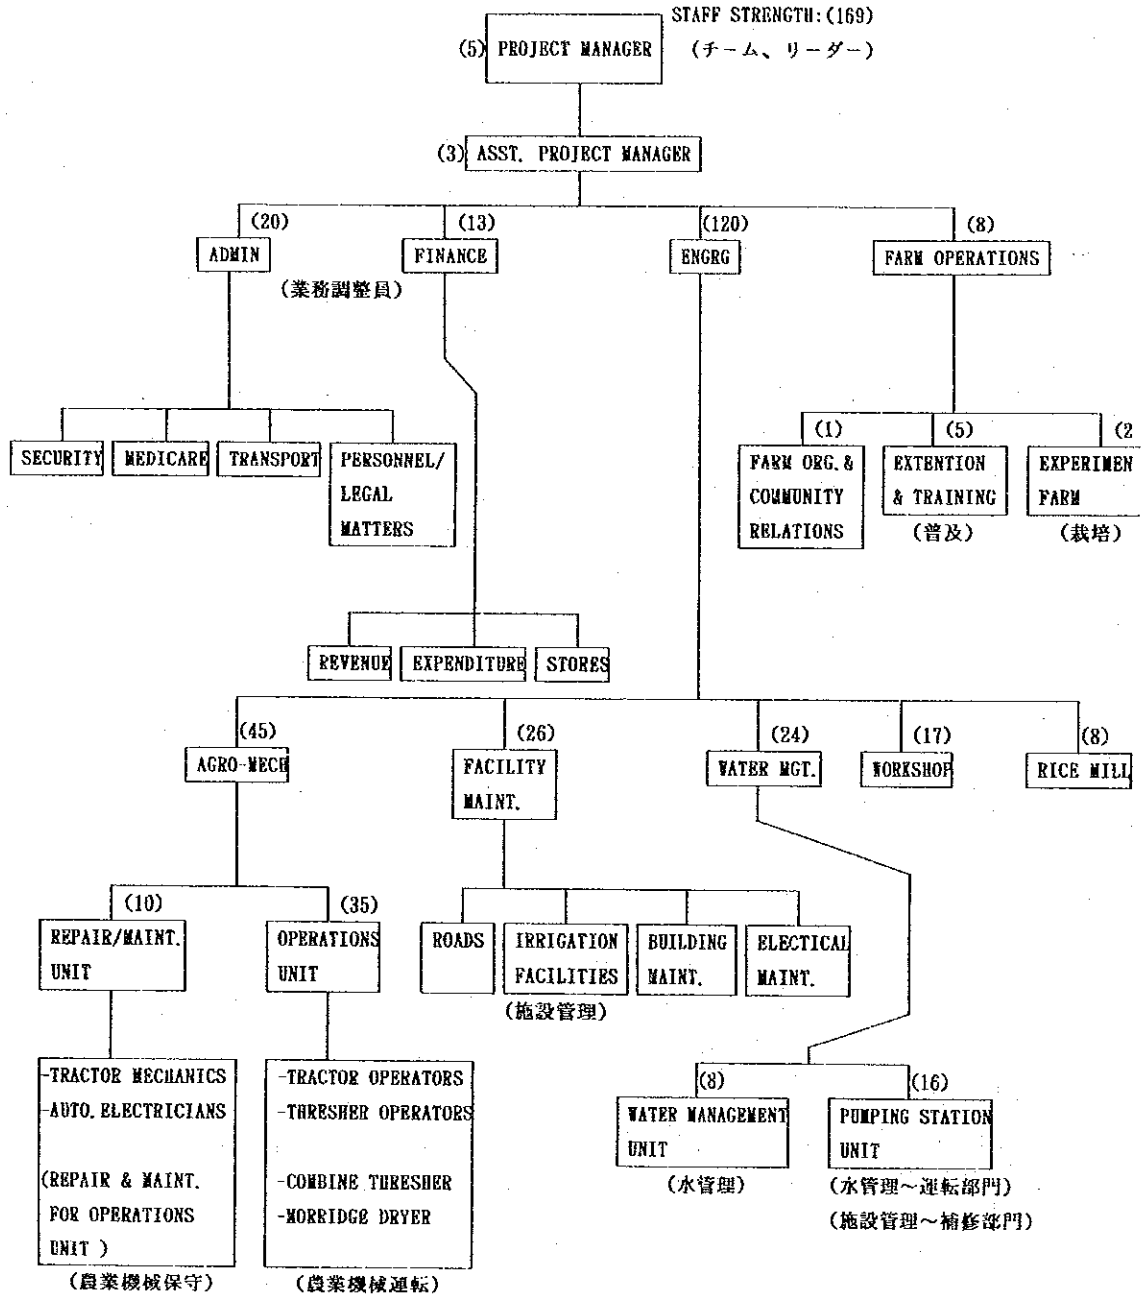 STAFF STRENGTH:(169)
(5) PROJECT MANAGER
(チーム、リーダー)
(3) ASST. PROJECT MANAGER
(20)
(13)
(120)
(8)
ADMIN
FINANCE
ENGRG
FARM OPERATIONS
(業務調整員)
SECURITY
MEDICARE
TRANSPORT
PERSONNEL/
LEGAL
MATTERS
(1)
(5)
(2
FARM ORG.&
COMMUNITY
RELATIONS
EXTENTION
& TRAINING
(普及)
EXPERIMEN
FARM
(栽培)
REVENUE
EXPENDITURE
STORES
(45)
(26)
(24)
(17)
(8)
AGRO-MECH
FACILITY
MAINT.
WATER MGT.
WORKSHOP
RICE MILL
(10)
(35)
REPAIR/MAINT.
UNIT
OPERATIONS
UNIT
ROADS
IRRIGATION
FACILITIES
(施設管理)
BUILDING
MAINT.
ELECTICAL
MAINT.
-TRACTOR MECHANICS
-AUTO.ELECTRICIANS
(REPAIR & MAINT.
FOR OPERATIONS
UNIT )
(農業機械保守)
-TRACTOR OPERATORS
-THRESHER OPERATORS
-COMBINE THRESHER
-MORRIDGE DRYER
(農業機械運転)
(8)
(16)
WATER MANAGEMENT
UNIT
(水管理)
PUMPING STATION
UNIT
(水管理～運転部門)
(施設管理～補修部門)